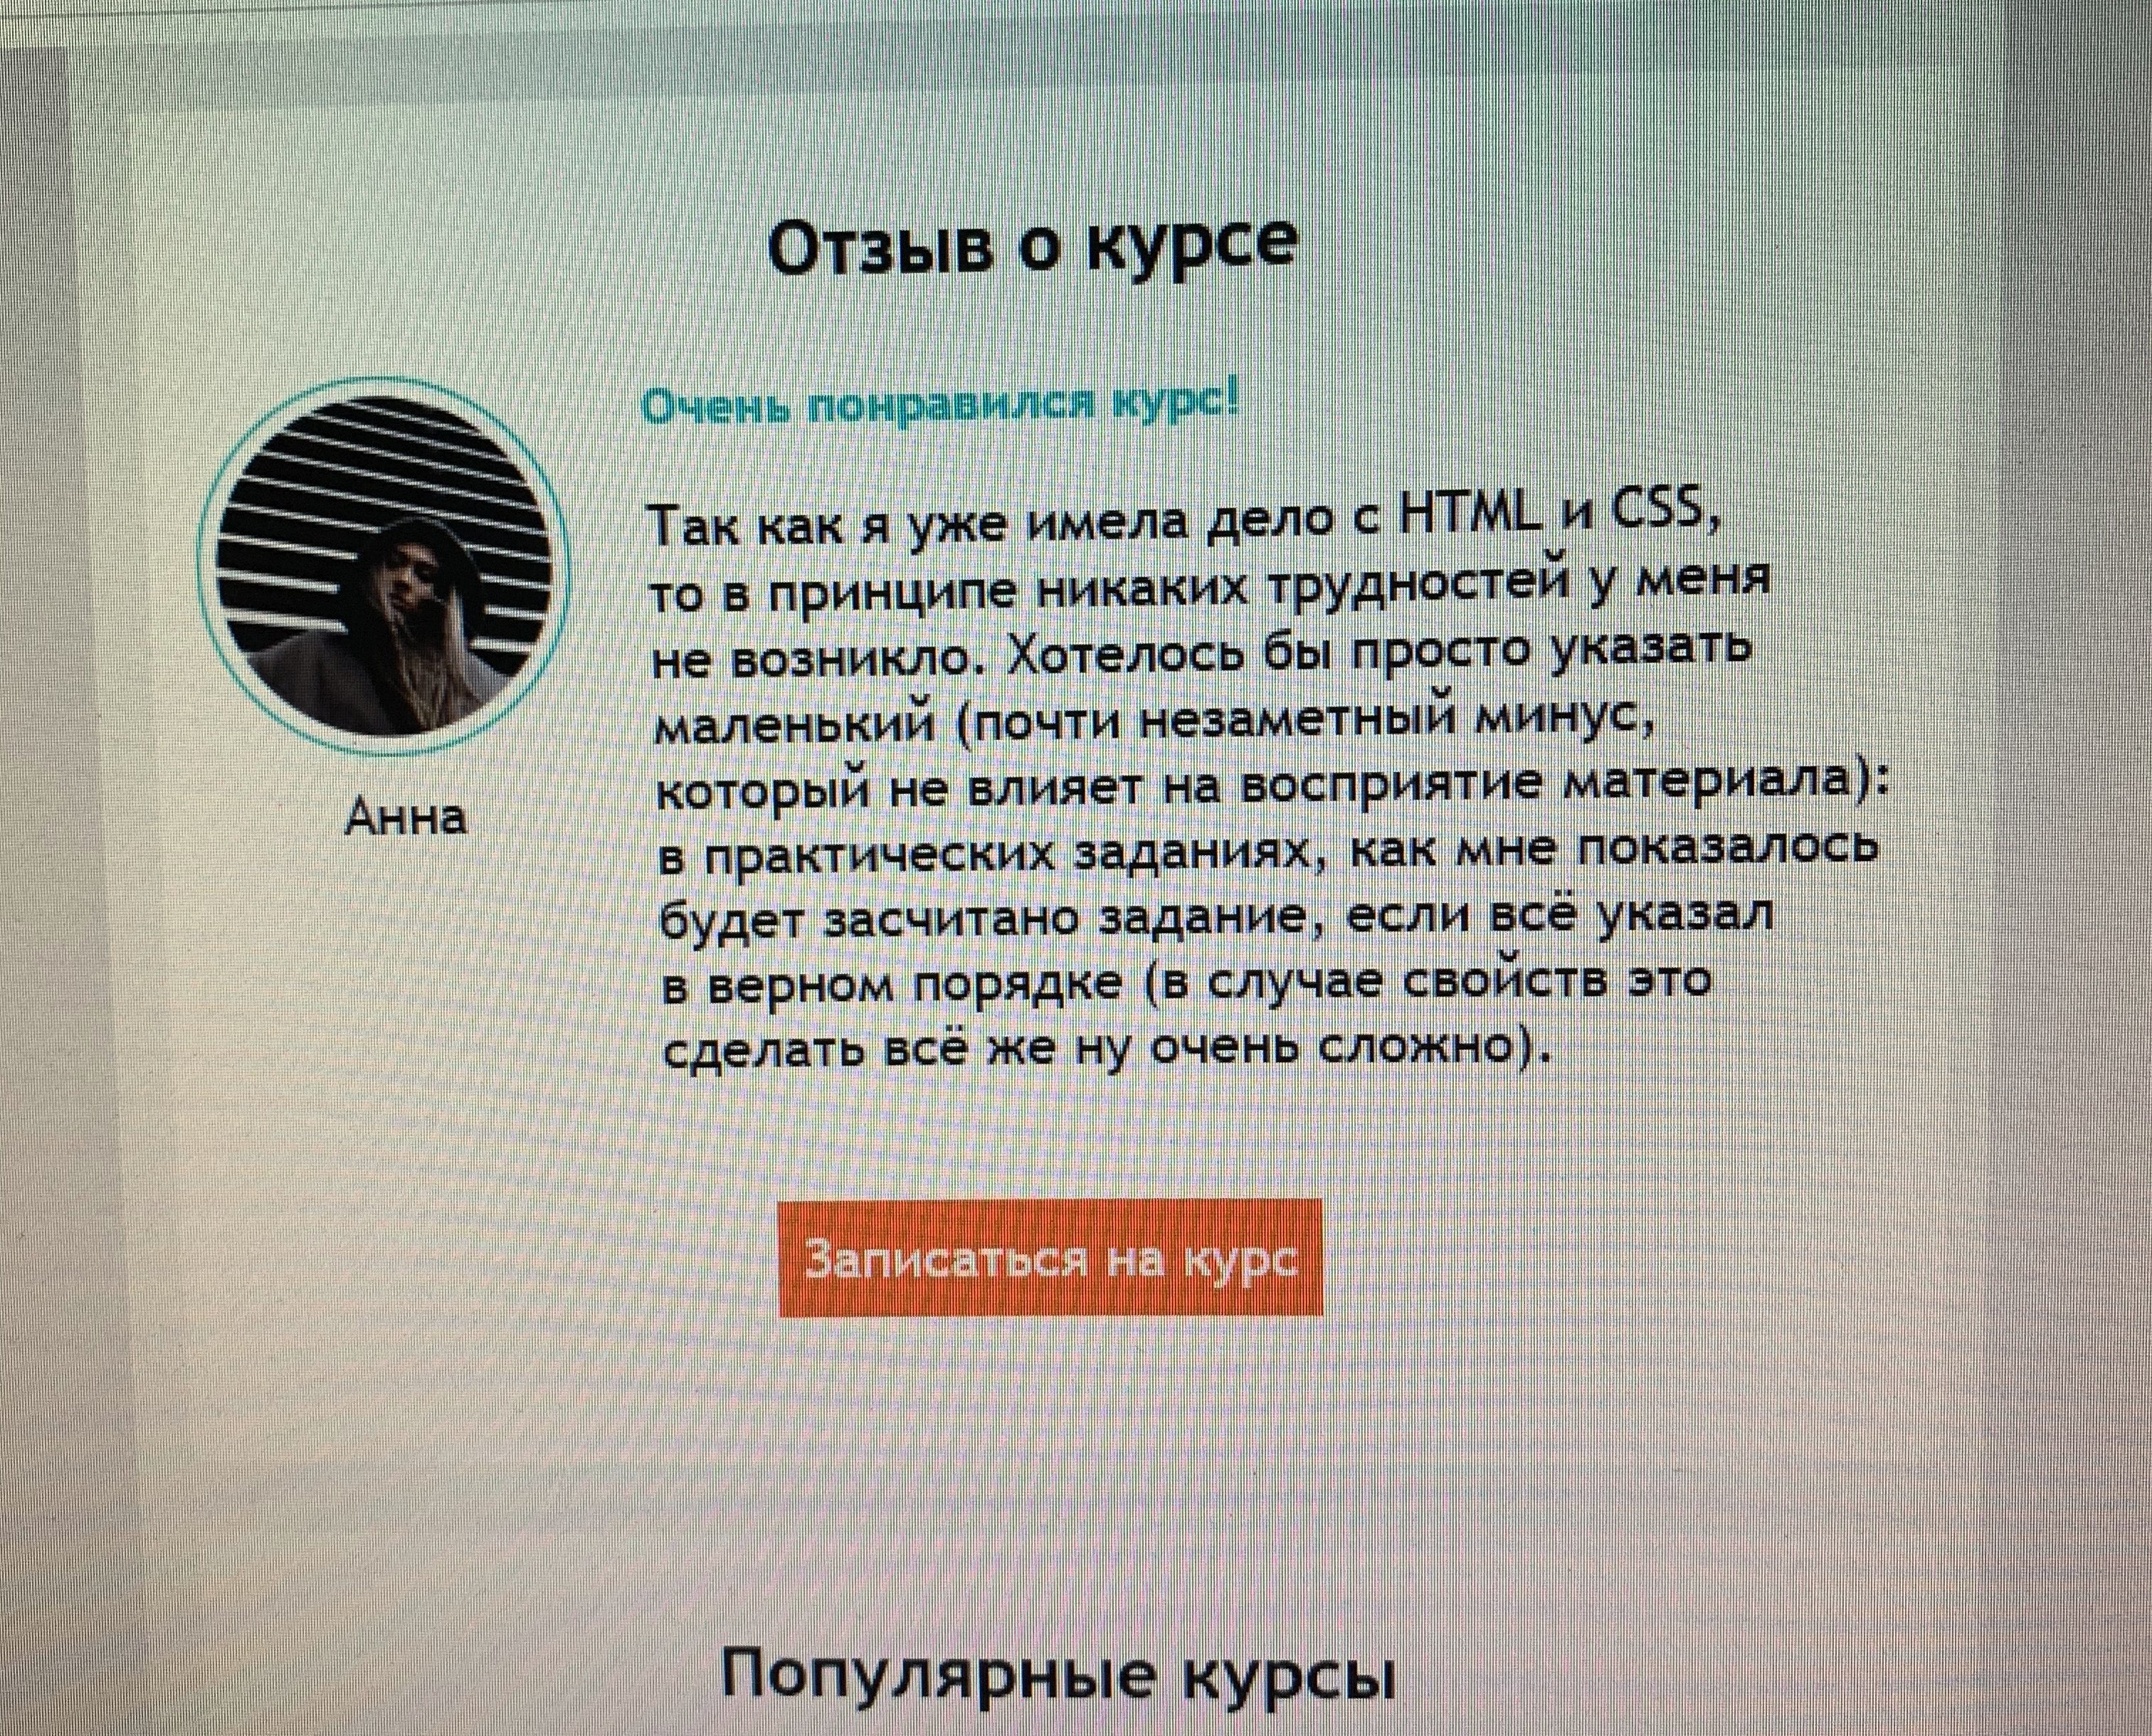 Отзыв о курсе
Очень понравился курс!
Так как я уже имела дело с HTML и CSS,
то в принципе никаких трудностей у меня
не возникло. Хотелось бы просто указать
маленький (почти незаметный минус,
который не влияет на восприятие материала):
в практических заданиях, как мне показалось
будет засчитано задание, если всё указал
в верном порядке (в случае свойств это
сделать всё же ну очень сложно).
Анна
Записаться на курс
Популярные курсы